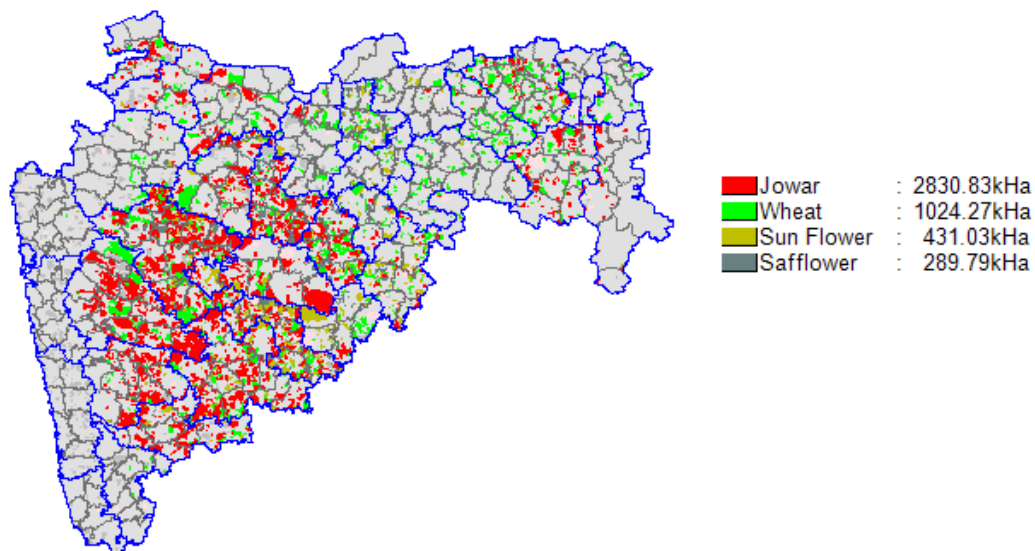 Jowar : 2830.83kHa
Wheat : 1024.27kHa
Sun Flower : 431.03kHa
Safflower : 289.79kHa